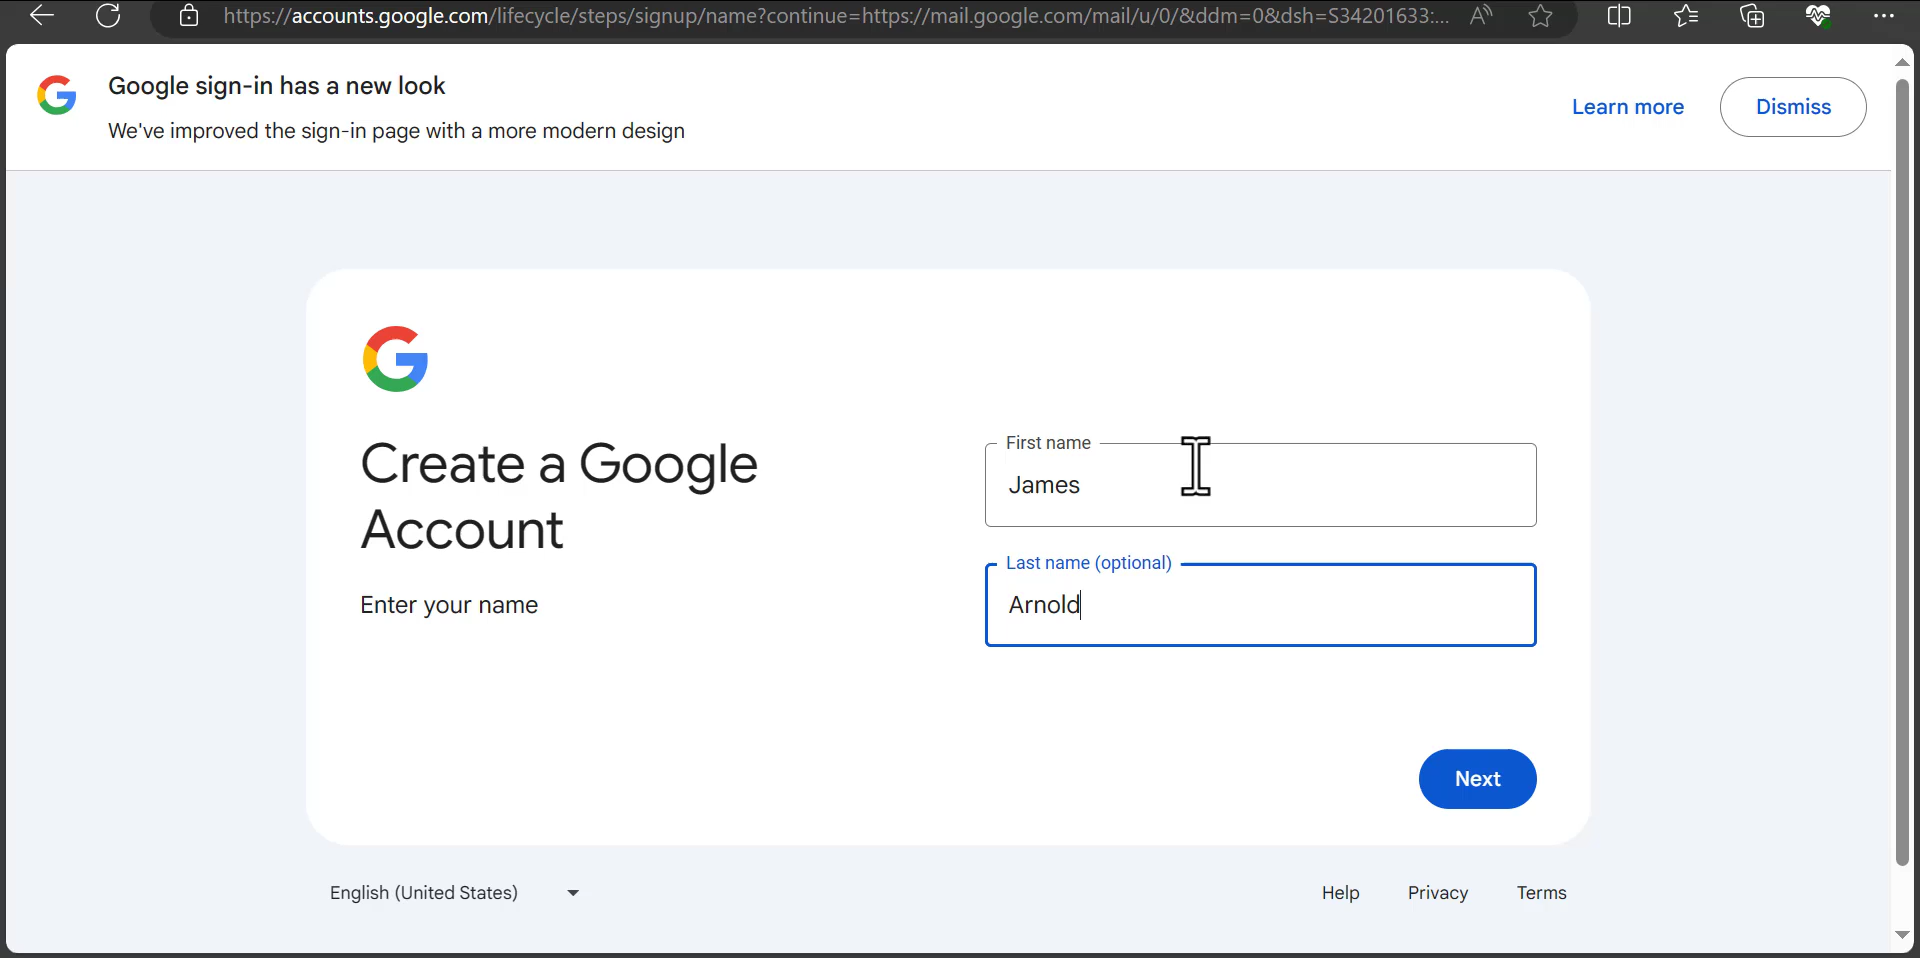 https://accounts.google.com/lifecycle/steps/signup/name?continue=https://mail.google.com/mail/u/0/&ddm=0&dsh=S34201633:...
Google sign-in has a new look
We've improved the sign-in page with a more modern design
Learn more
Dismiss
Create a Google
Account
Enter your name
First name
James
Last name (optional)
Arnold
Next
English (United States)
Help
Privacy
Terms